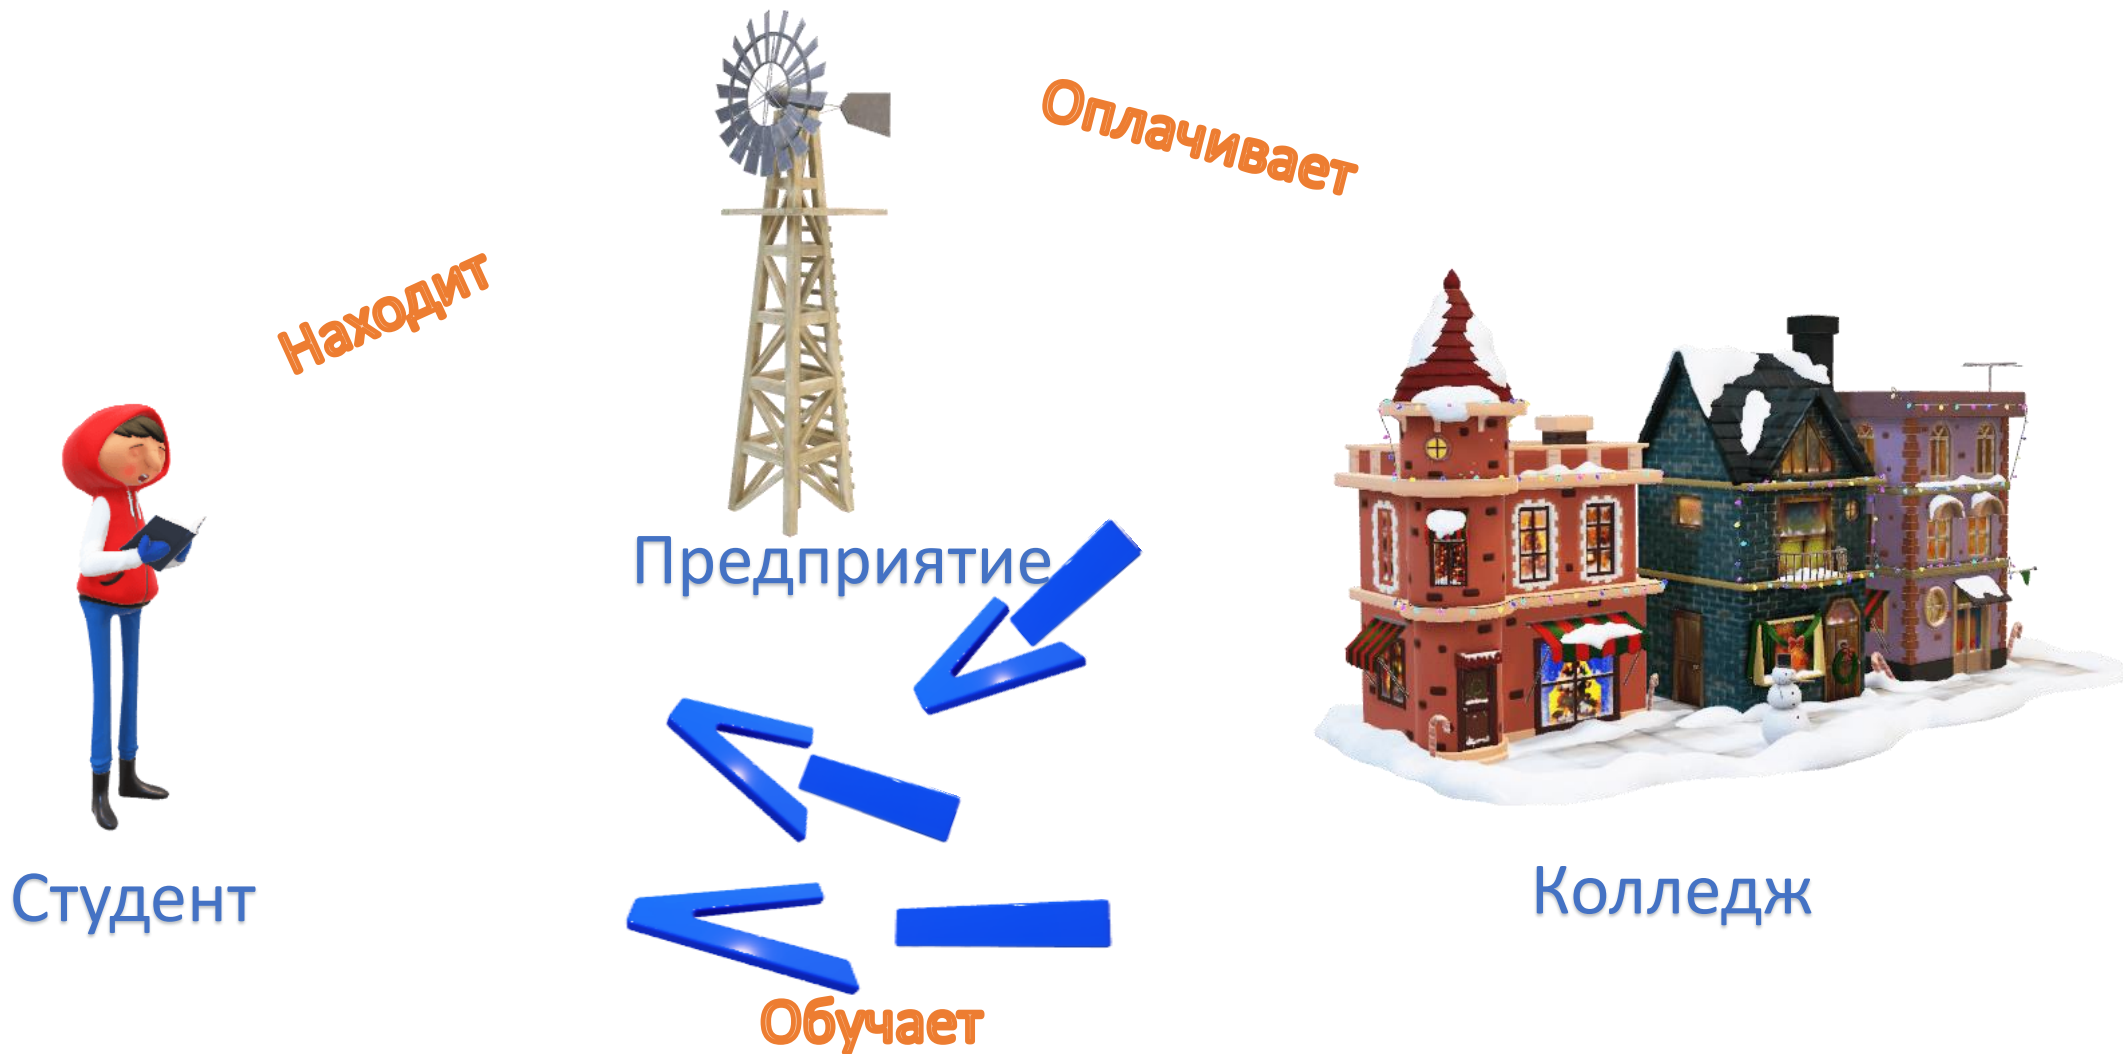 Оплачивает
Находит
Предприятие
Студент
Колледж
Обучает